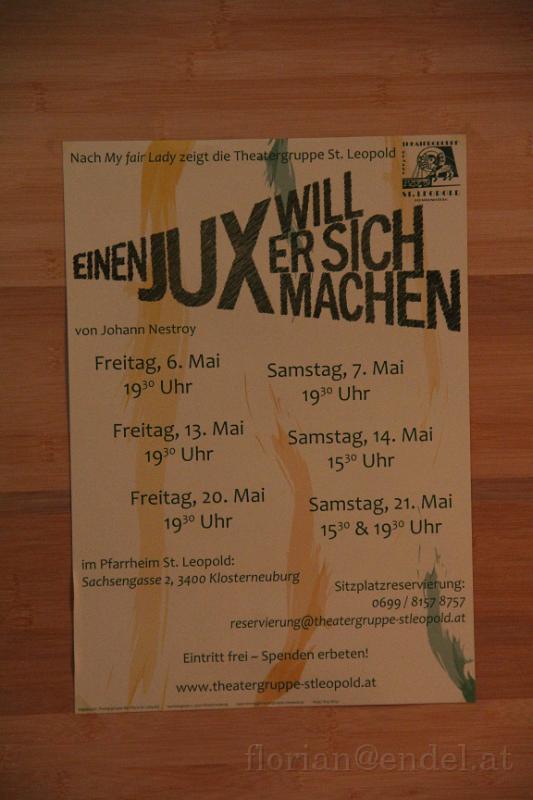 Nach My fair Lady zeigt die Theatergruppe St. Leopold
THEATERGRUPPE
ST. LEOPOLD
EINEN JUX WILL
ER SICH
MACHEN
von Johann Nestroy
Freitag, 6. Mai
19³⁰ Uhr
Samstag, 7. Mai
19³⁰ Uhr
Freitag, 13. Mai
19³⁰ Uhr
Samstag, 14. Mai
15³⁰ Uhr
Freitag, 20. Mai
19³⁰ Uhr
Samstag, 21. Mai
15³⁰ & 19³⁰ Uhr
im Pfarrheim St. Leopold:
Sachsengasse 2, 3400 Klosterneuburg
Sitzplatzreservierung:
0699 / 8157 8757
reservierung@theatergruppe-stleopold.at
Eintritt frei ~ Spenden erbeten!
www.theatergruppe-stleopold.at
florian@endel.at